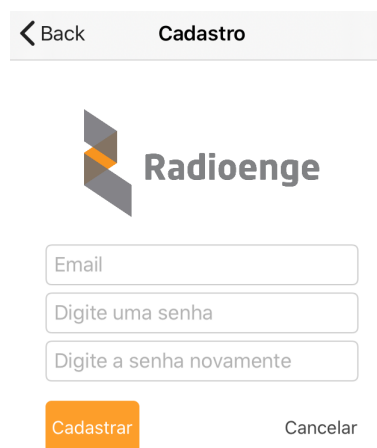 Back Cadastro
Radioenge
Email
Digite uma senha
Digite a senha novamente
Cadastrar Cancelar